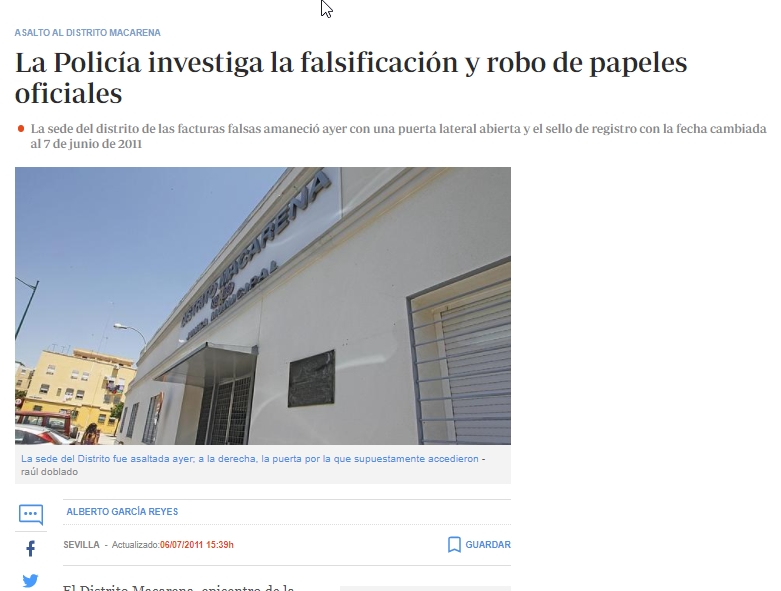 ASALTO AL DISTRITO MACARENA
La Policía investiga la falsificación y robo de papeles
oficiales
La sede del distrito de las facturas falsas amaneció ayer con una puerta lateral abierta y el sello de registro con la fecha cambiada
al 7 de junio de 2011
DISTRITO MACARENA
La sede del Distrito fue asaltada ayer; a la derecha, la puerta por la que supuestamente accedieron -
raúl doblado
ALBERTO GARCÍA REYES
SEVILLA - Actualizado:06/07/2011 15:39h
GUARDAR
El Distrito Macarena, epicentro de la